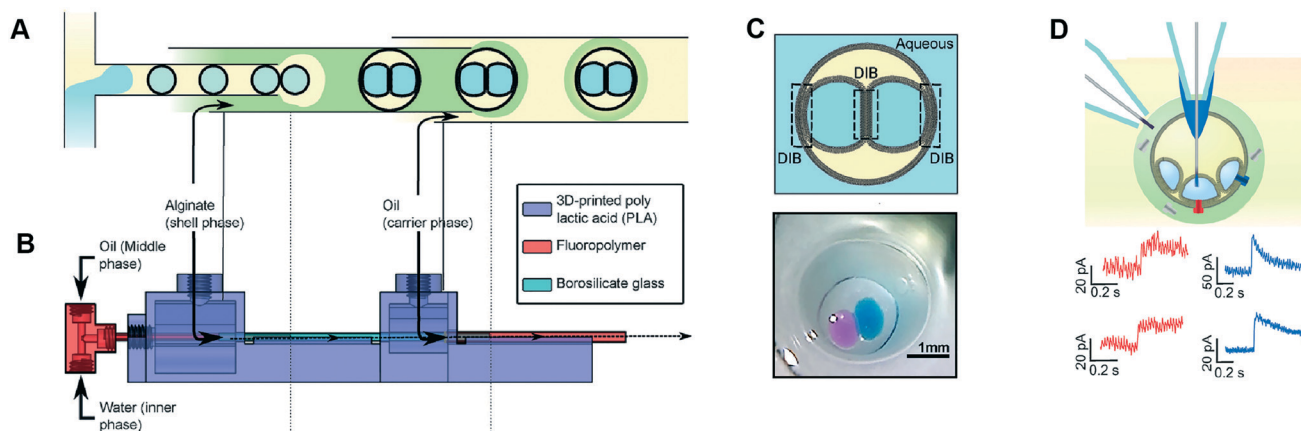 A
Alginate
(shell phase)
Oil
(carrier phase)
3D-printed poly
lactic acid (PLA)
Fluoropolymer
Borosilicate glass
B
Oil (Middle
phase)
Water (inner
phase)
C
Aqueous
DIB
DIB
DIB
1mm
D
20 pA
0.2 s
50 pA
0.2 s
20 pA
0.2 s
20 pA
0.2 s